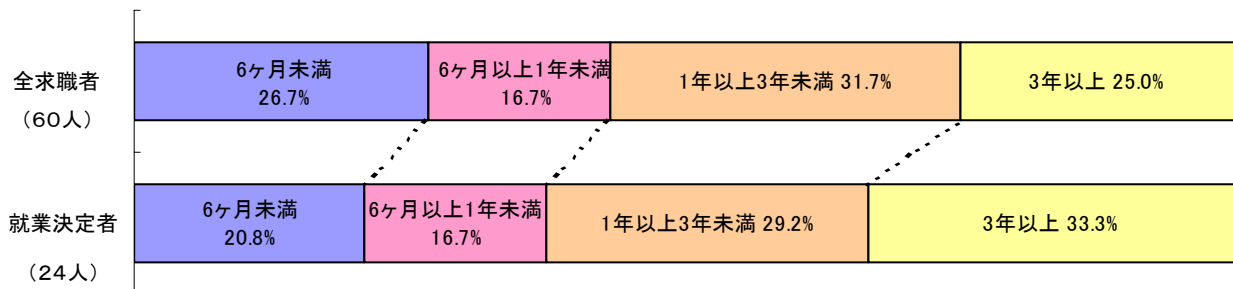 全求職者
（60人）
6ヶ月未満
26.7%
6ヶ月以上1年未満
16.7%
1年以上3年未満 31.7%
3年以上 25.0%
就業決定者
（24人）
6ヶ月未満
20.8%
6ヶ月以上1年未満
16.7%
1年以上3年未満 29.2%
3年以上 33.3%